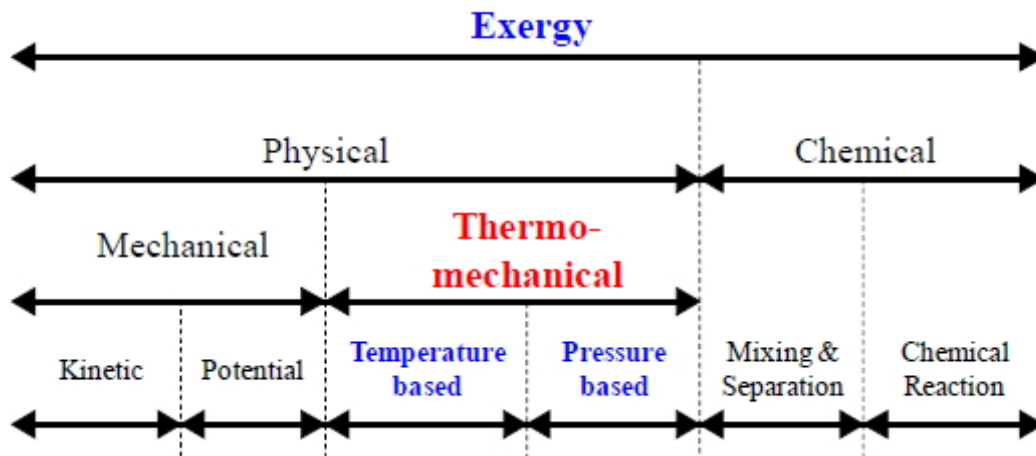 Exergy
Physical
Chemical
Mechanical
Thermo-
mechanical
Kinetic
Potential
Temperature
based
Pressure
based
Mixing &
Separation
Chemical
Reaction